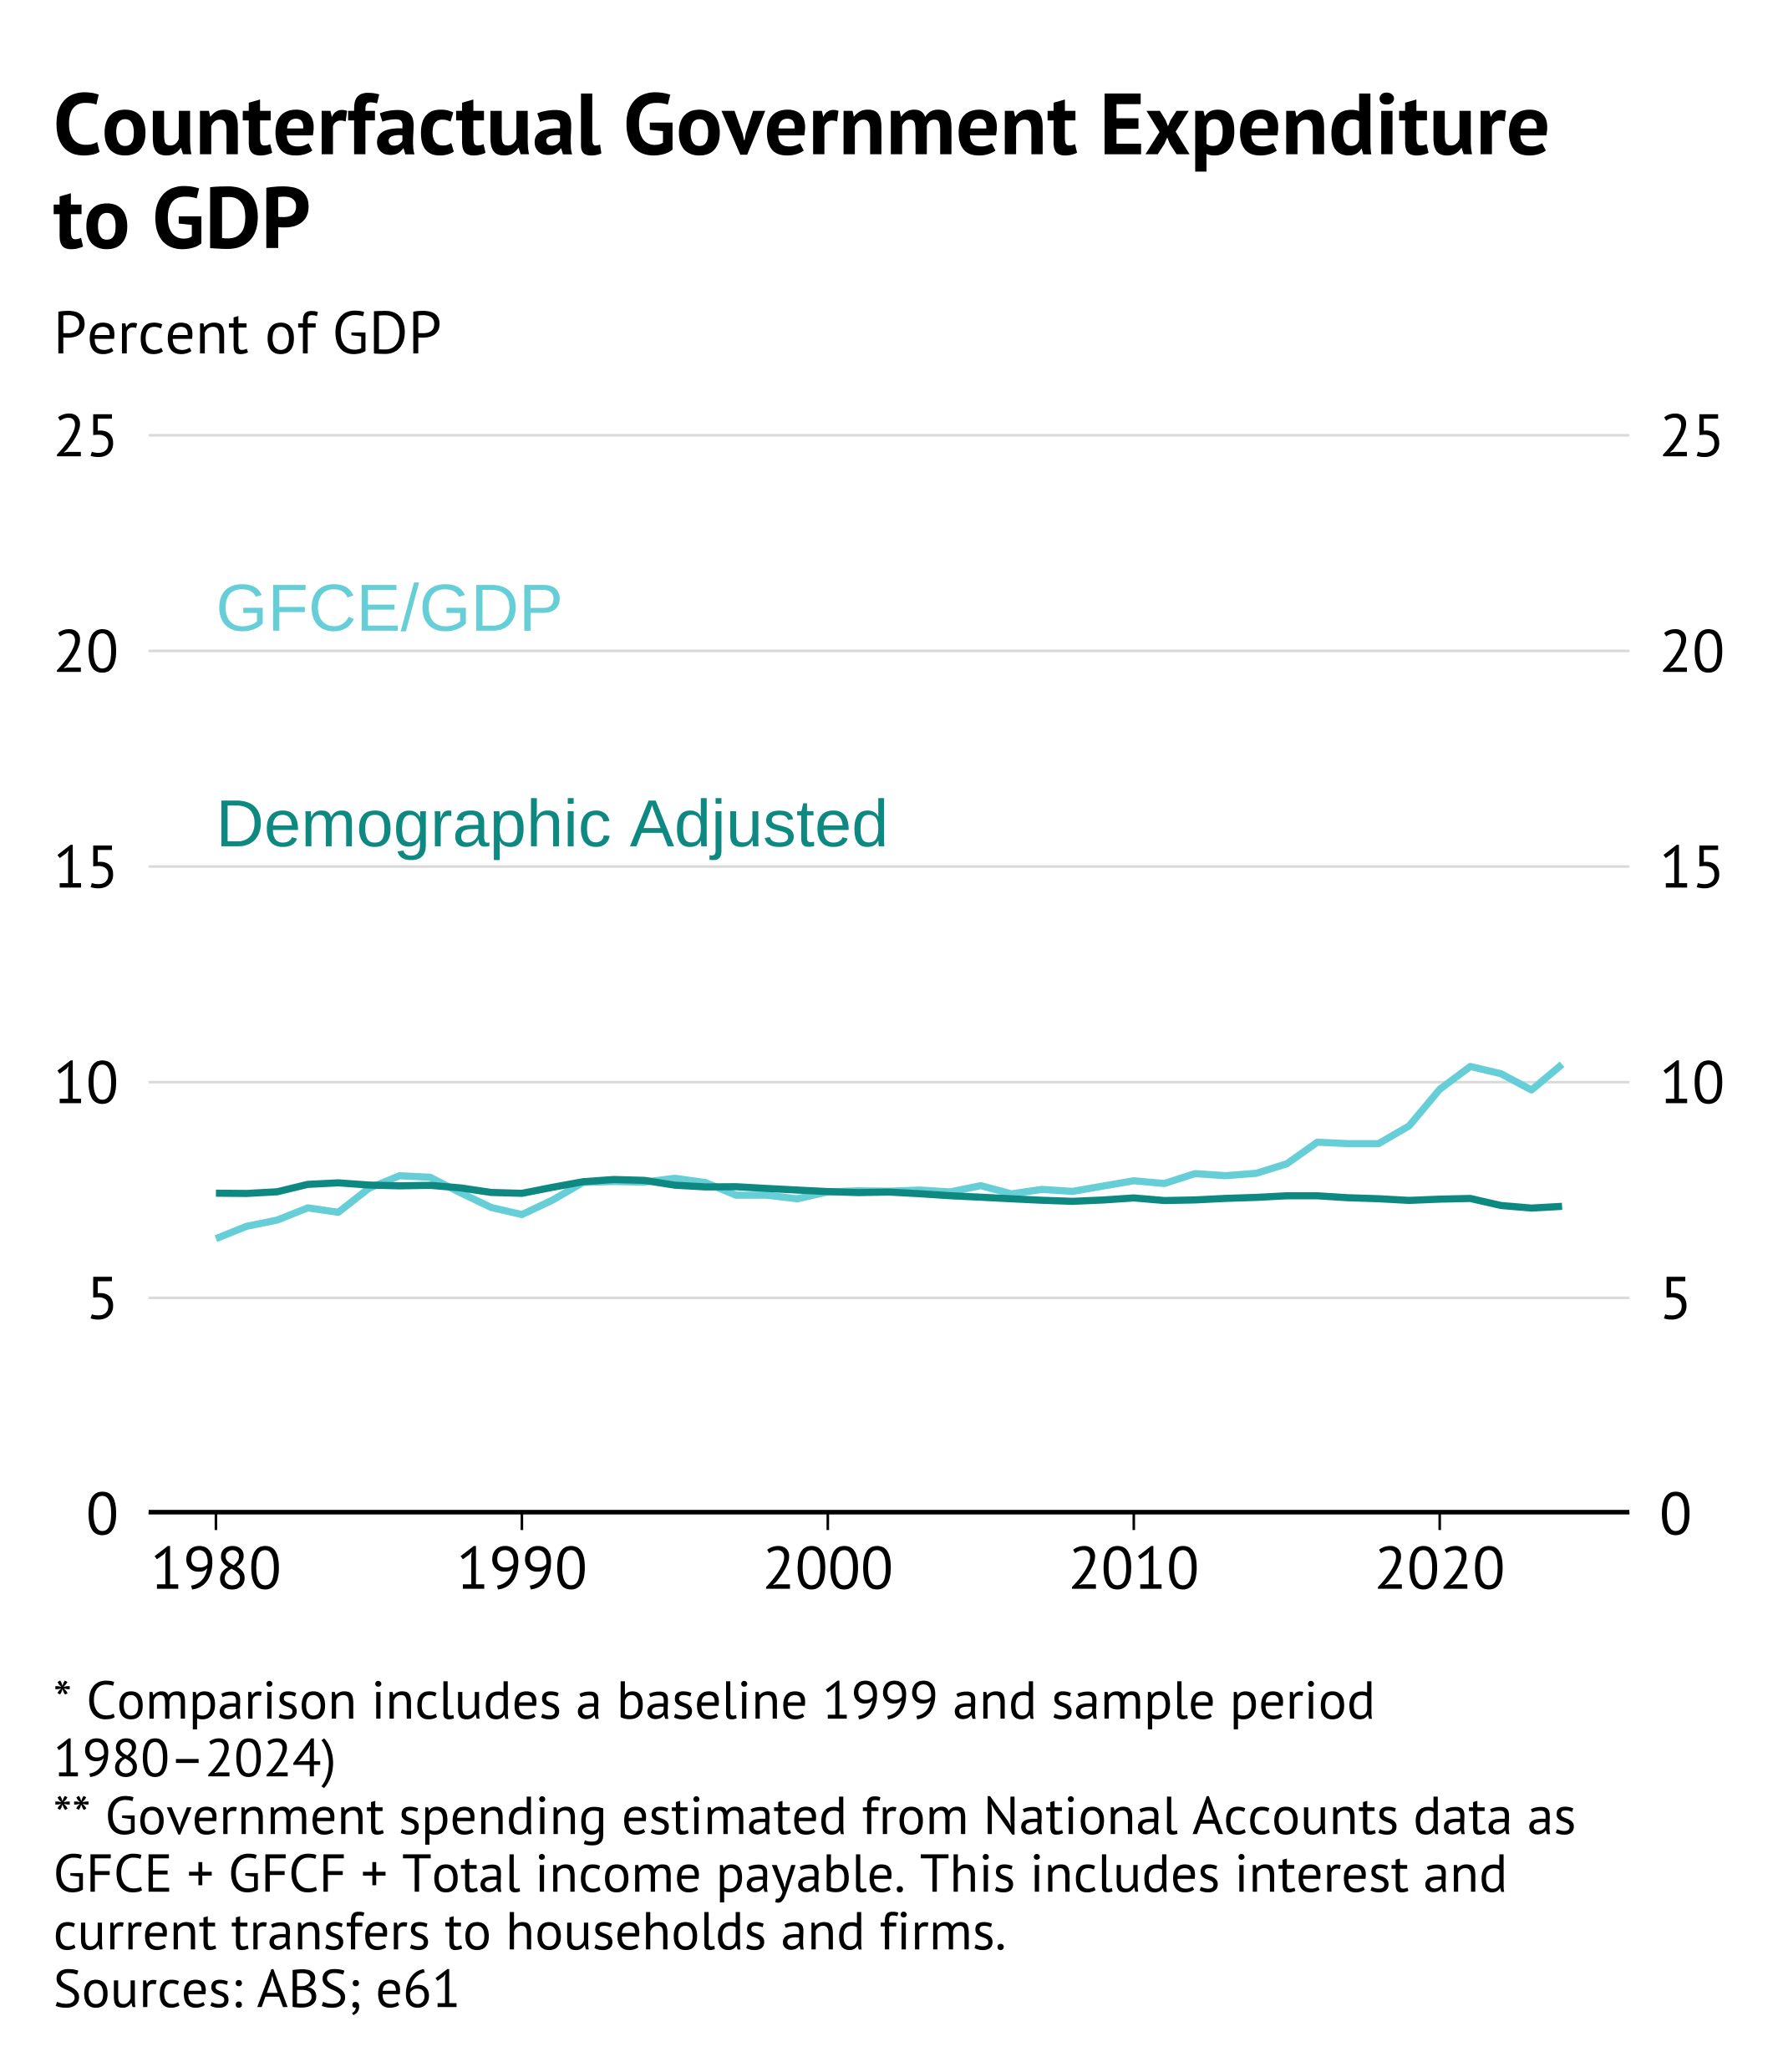 Counterfactual Government Expenditure
to GDP
Percent of GDP
25 25
GFCE/GDP
20 20
Demographic Adjusted
15 15
10 10
5 5
0 0
1980 1990 2000 2010 2020
* Comparison includes a baseline 1999 and sample period
1980–2024)
** Government spending estimated from National Accounts data as
GFCE + GFCF + Total income payable. This includes interest and
current transfers to households and firms.
Sources: ABS; e61